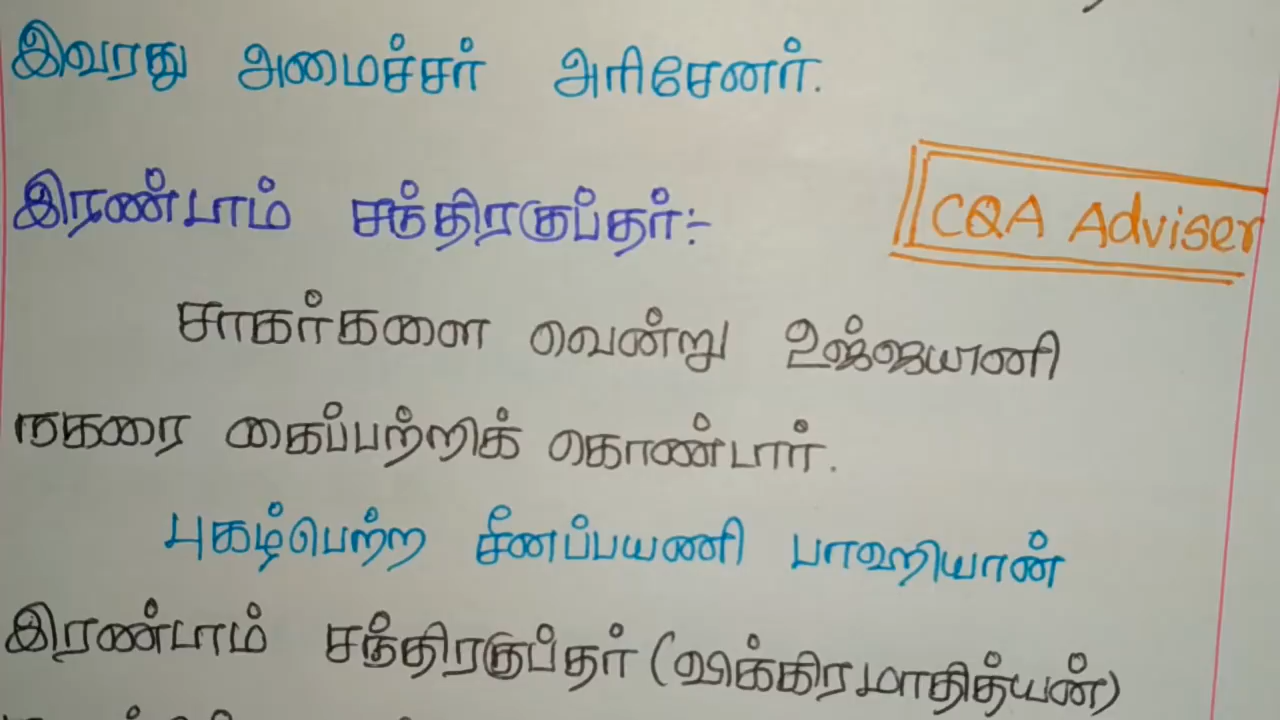 இவரது அமைச்சர் அரிசேனர்.
இரண்டாம் சந்திரகுப்தர்:-
CQA Adviser
சாகர்களை வென்று உஜ்ஜயினி
நகரை கைப்பற்றிக் கொண்டார்.
புகழ்பெற்ற சீனப்பயணி பாஹியான்
இரண்டாம் சந்திரகுப்தர் (விக்கிரமாதித்யன்)